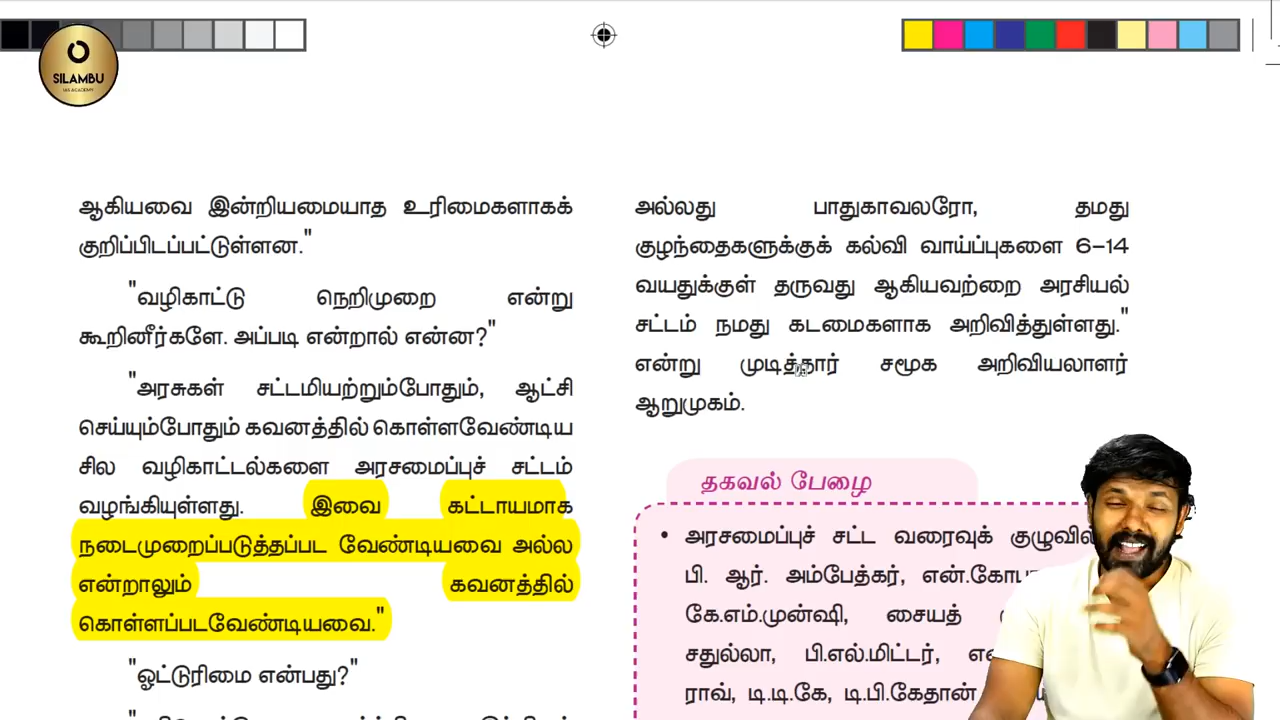 SILAMBU
IAS ACADEMY
ஆகியவை இன்றியமையாத உரிமைகளாகக்
குறிப்பிடப்பட்டுள்ளன."
"வழிகாட்டு நெறிமுறை என்று
கூறினீர்களே. அப்படி என்றால் என்ன?"
"அரசுகள் சட்டமியற்றும்போதும், ஆட்சி
செய்யும்போதும் கவனத்தில் கொள்ளவேண்டிய
சில வழிகாட்டல்களை அரசமைப்புச் சட்டம்
வழங்கியுள்ளது. இவை கட்டாயமாக
நடைமுறைப்படுத்தப்பட வேண்டியவை அல்ல
என்றாலும் கவனத்தில்
கொள்ளப்படவேண்டியவை."
"ஓட்டுரிமை என்பது?"
அல்லது பாதுகாவலரோ, தமது
குழந்தைகளுக்குக் கல்வி வாய்ப்புகளை 6–14
வயதுக்குள் தருவது ஆகியவற்றை அரசியல்
சட்டம் நமது கடமைகளாக அறிவித்துள்ளது."
என்று முடித்தார் சமூக அறிவியலாளர்
ஆறுமுகம்.
தகவல் பேழை
• அரசமைப்புச் சட்ட வரைவுக் குழுவில்
பி. ஆர். அம்பேத்கர்,
கே.எம்.முன்ஷி, சையத்
சதுல்லா, பி.எல்.மிட்டர்,
ராவ், டி.டி.கே, டி.பி.கேதான்